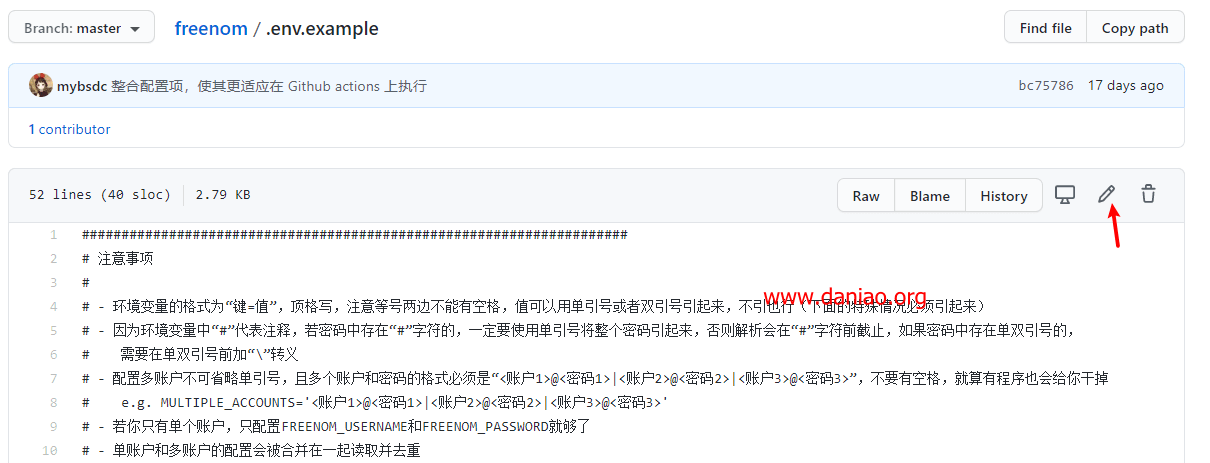 Branch: master
freenom / .env.example
Find file
Copy path
mybsdc 整合配置项，使其更适应在 Github actions 上执行
bc75786 17 days ago
1 contributor
52 lines (40 sloc) 2.79 KB
Raw
Blame
History
1 ######################################################################
2 # 注意事项
3 #
4 # - 环境变量的格式为“键=值”，顶格写，注意等号两边不能有空格，值可以用单引号或者双引号引起来，不引也行（下面的特殊情况必须引起来）
www.daniao.org
5 # - 因为环境变量中“#”代表注释，若密码中存在“#”字符的，一定要使用单引号将整个密码引起来，否则解析会在“#”字符前截止，如果密码中存在单双引号的，
6 # 需要在单双引号前加“\”转义
7 # - 配置多账户不可省略单引号，且多个账户和密码的格式必须是“<账户1>@<密码1>|<账户2>@<密码2>|<账户3>@<密码3>”，不要有空格，就算有程序也会给你干掉
8 # e.g. MULTIPLE_ACCOUNTS='<账户1>@<密码1>|<账户2>@<密码2>|<账户3>@<密码3>'
9 # - 若你只有单个账户，只配置FREENOM_USERNAME和FREENOM_PASSWORD就够了
10 # - 单账户和多账户的配置会被合并在一起读取并去重